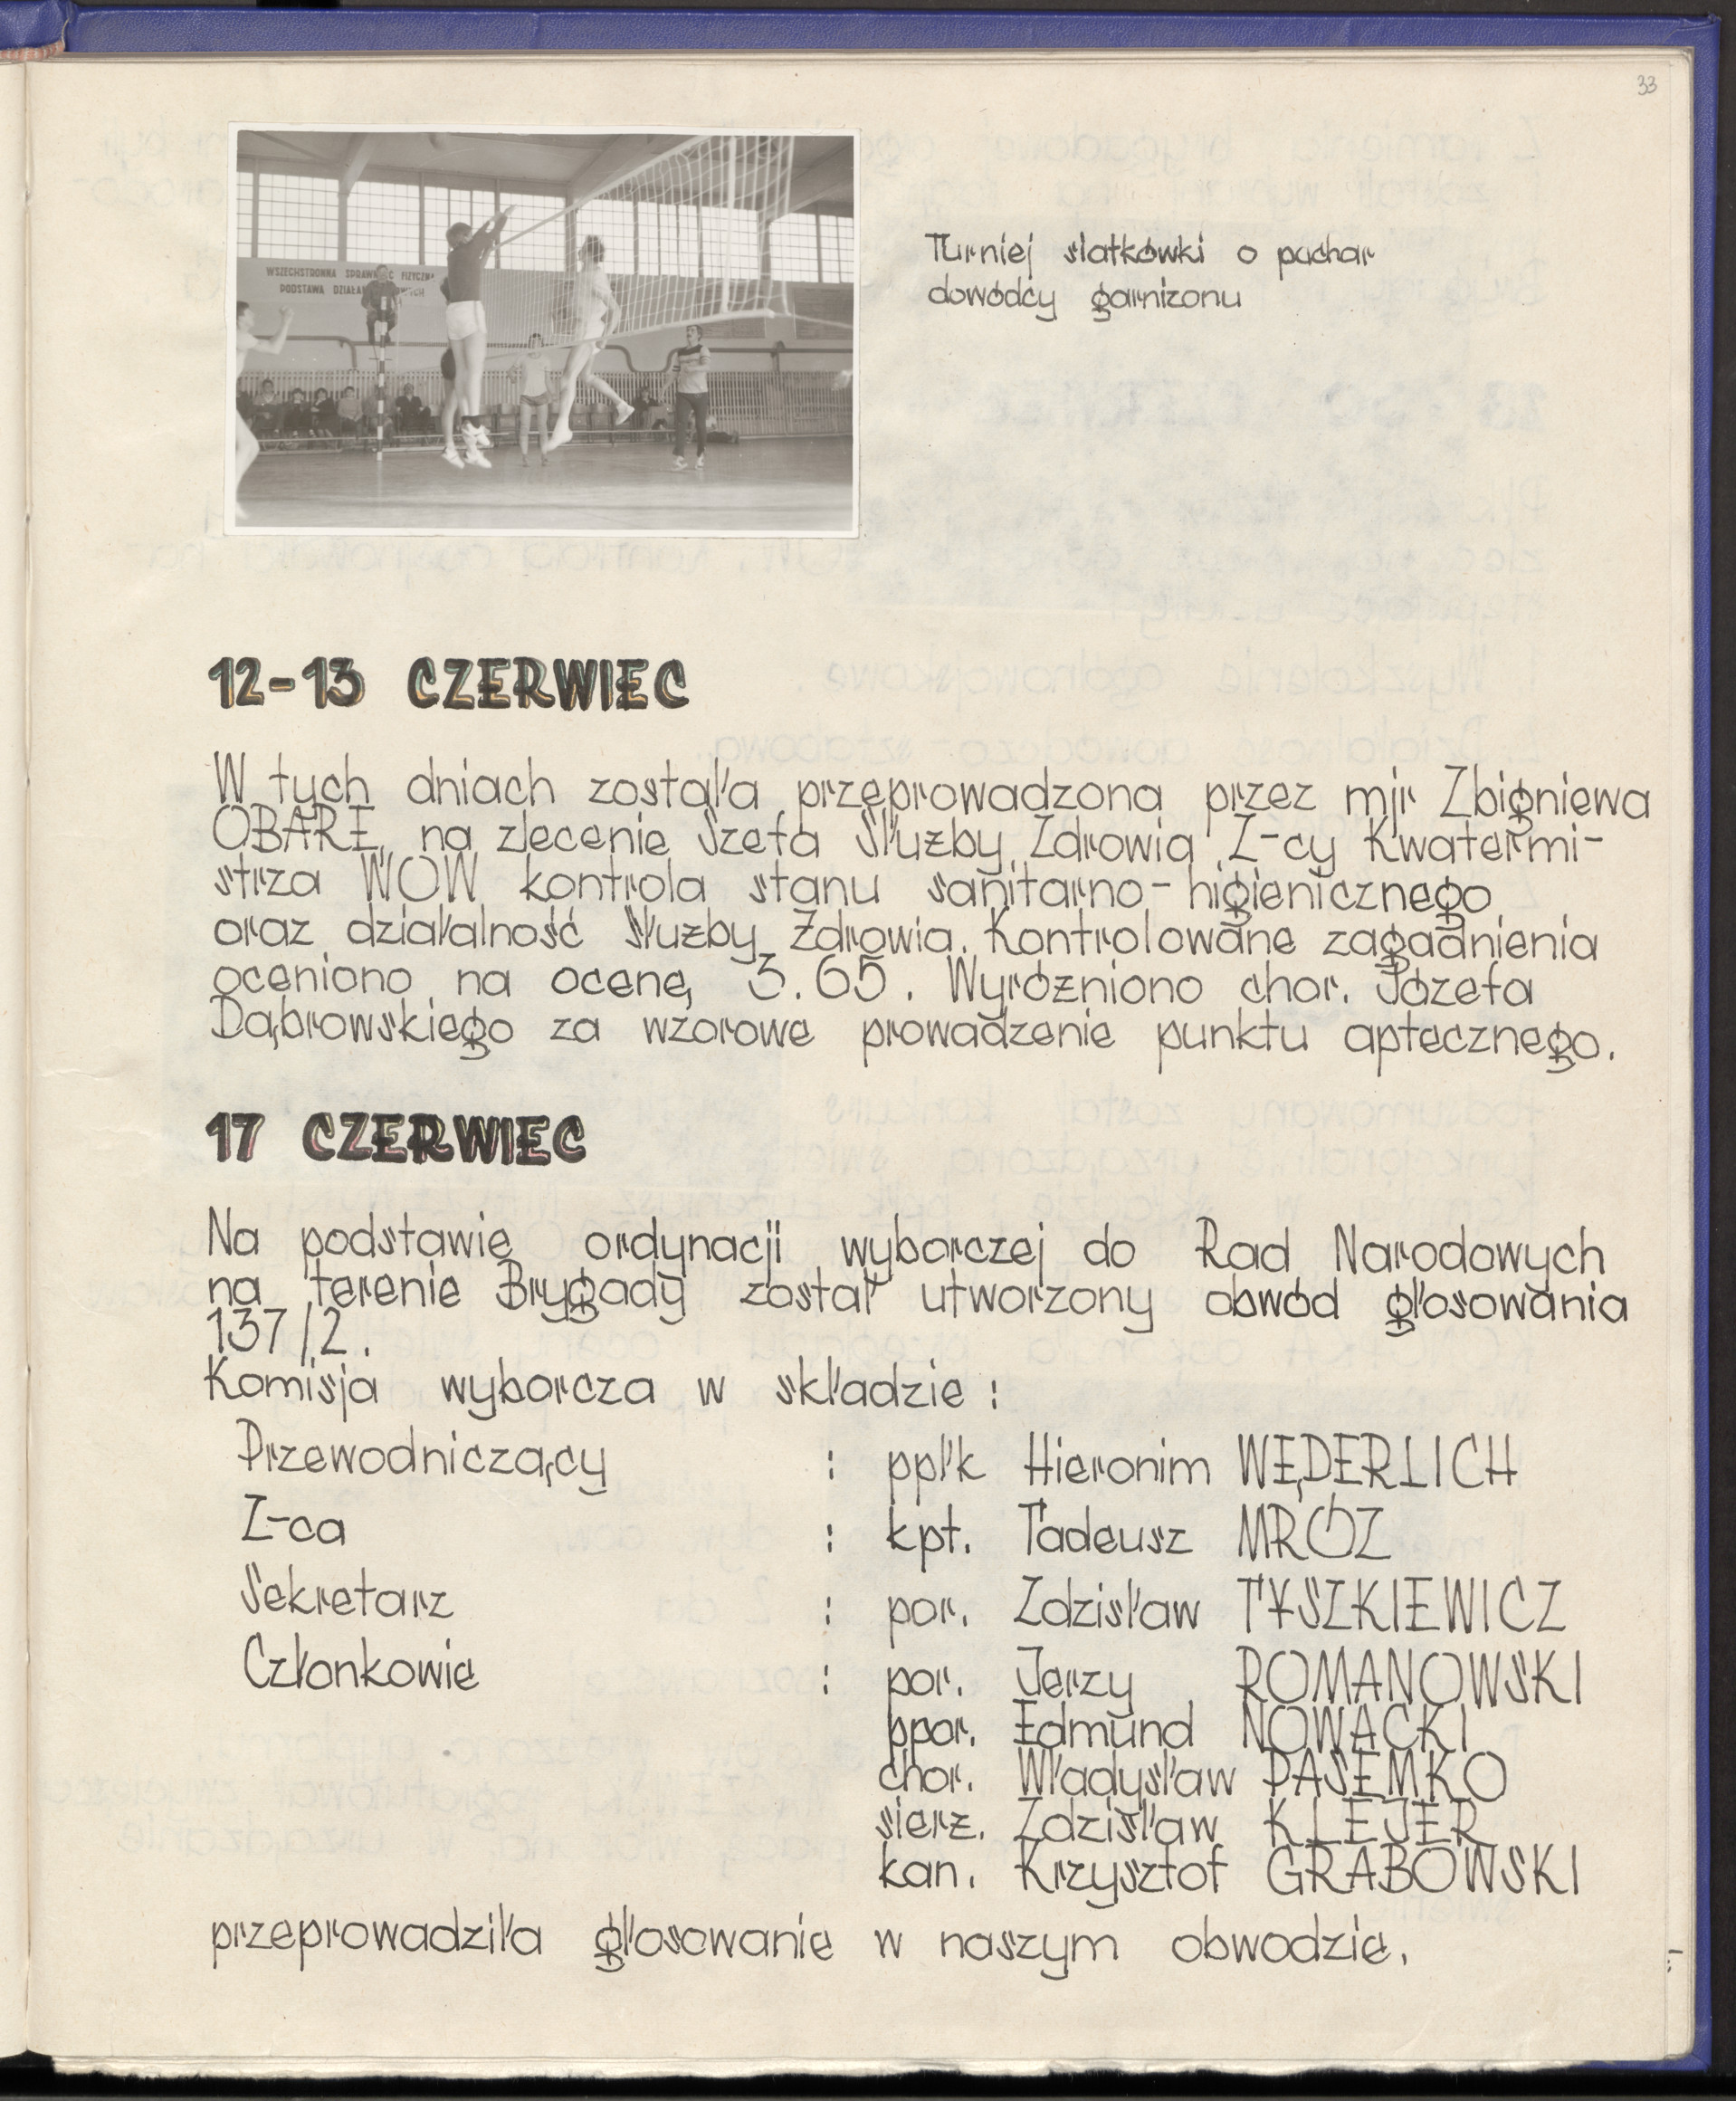 33
WSZECHSTRONNA SPRAWNOŚĆ FIZYCZNA
PODSTAWĄ
Turniej siatkówki o puchar
dowódcy garnizonu
12-13 CZERWIEC
W tych dniach została przeprowadzona przez mjr Zbigniewa
OBARĘ, na zlecenie Szefa Służby Zdrowia Z-cy Kwatermi-
strza WOW kontrola stanu sanitarno-higienicznego
oraz działalność Służby Zdrowia. Kontrolowane zagadnienia
oceniono na ocenę 3.65. Wyróżniono chor. Józefa
Dąbrowskiego za wzorowe prowadzenie punktu aptecznego.
17 CZERWIEC
Na podstawie ordynacji wyborczej do Rad Narodowych
na terenie Brygady został utworzony obwód głosowania
137/2.
Komisja wyborcza w składzie :
Przewodniczący : ppłk Hieronim WĘDERLICH
Z-ca : kpt. Tadeusz MRÓZ
Sekretarz : por. Zdzisław TYSZKIEWICZ
Członkowie : por. Jerzy ROMANOWSKI
ppor. Edmund NOWACKI
chor. Władysław PASEMKO
sierz. Zdzisław KLEJER
kan. Krzysztof GRABOWSKI
przeprowadziła głosowanie w naszym obwodzie.